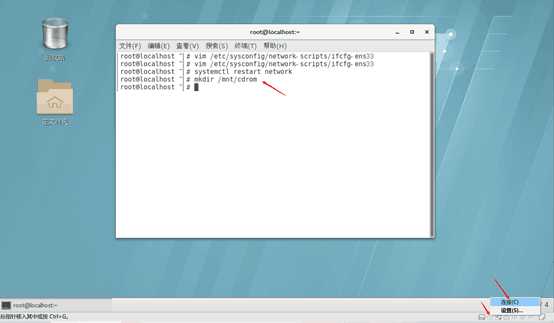 root@localhost:~
文件(F) 编辑(E) 查看(V) 搜索(S) 终端(T) 帮助(H)
[root@localhost ~]# vim /etc/sysconfig/network-scripts/ifcfg-ens33
[root@localhost ~]# vim /etc/sysconfig/network-scripts/ifcfg-ens33
[root@localhost ~]# systemctl restart network
[root@localhost ~]# mkdir /mnt/cdrom
[root@localhost ~]# 
回收站
主文件夹
连接(C)
设置(S)...
root@localhost:~
/ 4
标指针移入其中或按 Ctrl+G。